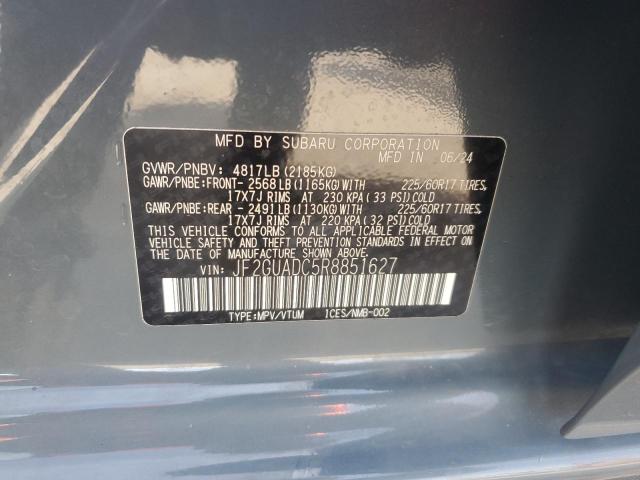 MFD BY SUBARU CORPORATION
MFD IN 06/24
GVWR/PNBV: 4817LB (2185KG)
GAWR/PNBE:FRONT- 2568LB (1165KG)WITH 225/60R17 TIRES,
17X7J RIMS AT 230 KPA (33 PSI)COLD
GAWR/PNBE:REAR - 2491LB (1130KG)WITH 225/60R17 TIRES,
17X7J RIMS AT 220 KPA (32 PSI)COLD
THIS VEHICLE CONFORMS TO ALL APPLICABLE FEDERAL MOTOR
VEHICLE SAFETY AND THEFT PREVENTION STANDARDS IN EFFECT ON
THE DATE OF MANUFACTURE SHOWN ABOVE.
VIN: JF2GUADC5R8851627
TYPE:MPV/VTUM ICES/NMB-002